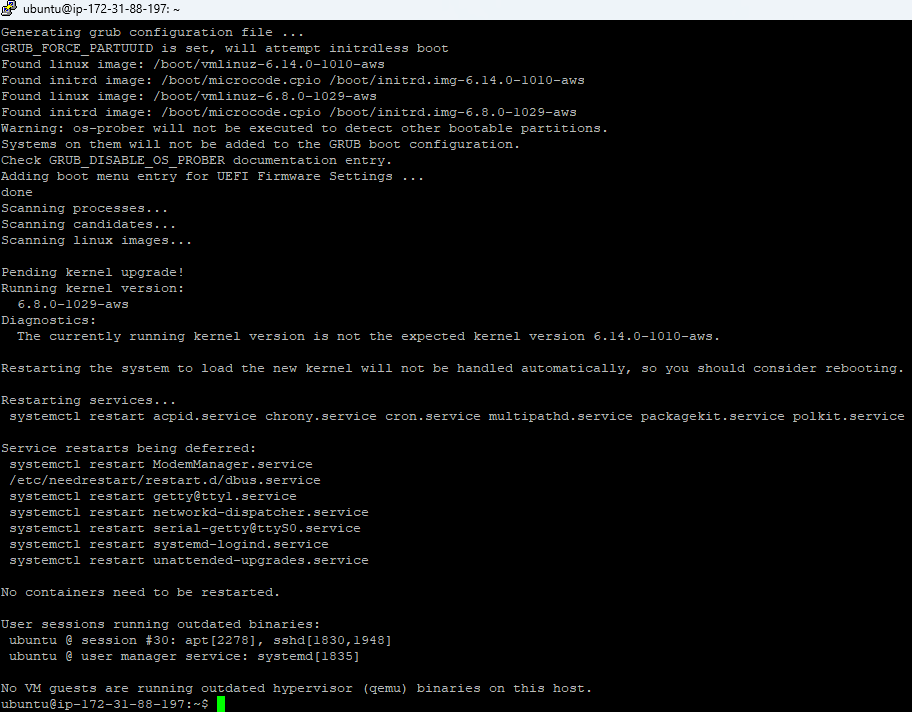 ubuntu@ip-172-31-88-197: ~
Generating grub configuration file ...
GRUB_FORCE_PARTUUID is set, will attempt initrdless boot
Found linux image: /boot/vmlinuz-6.14.0-1010-aws
Found initrd image: /boot/microcode.cpio /boot/initrd.img-6.14.0-1010-aws
Found linux image: /boot/vmlinuz-6.8.0-1029-aws
Found initrd image: /boot/microcode.cpio /boot/initrd.img-6.8.0-1029-aws
Warning: os-prober will not be executed to detect other bootable partitions.
Systems on them will not be added to the GRUB boot configuration.
Check GRUB_DISABLE_OS_PROBER documentation entry.
Adding boot menu entry for UEFI Firmware Settings ...
done
Scanning processes...
Scanning candidates...
Scanning linux images...

Pending kernel upgrade!
Running kernel version:
  6.8.0-1029-aws
Diagnostics:
  The currently running kernel version is not the expected kernel version 6.14.0-1010-aws.

Restarting the system to load the new kernel will not be handled automatically, so you should consider rebooting.

Restarting services...
 systemctl restart acpid.service chrony.service cron.service multipathd.service packagekit.service polkit.service

Service restarts being deferred:
 systemctl restart ModemManager.service
 /etc/needrestart/restart.d/dbus.service
 systemctl restart getty@tty1.service
 systemctl restart networkd-dispatcher.service
 systemctl restart serial-getty@ttyS0.service
 systemctl restart systemd-logind.service
 systemctl restart unattended-upgrades.service

No containers need to be restarted.

User sessions running outdated binaries:
 ubuntu @ session #30: apt[2278], sshd[1830,1948]
 ubuntu @ user manager service: systemd[1835]

No VM guests are running outdated hypervisor (qemu) binaries on this host.
ubuntu@ip-172-31-88-197:~$